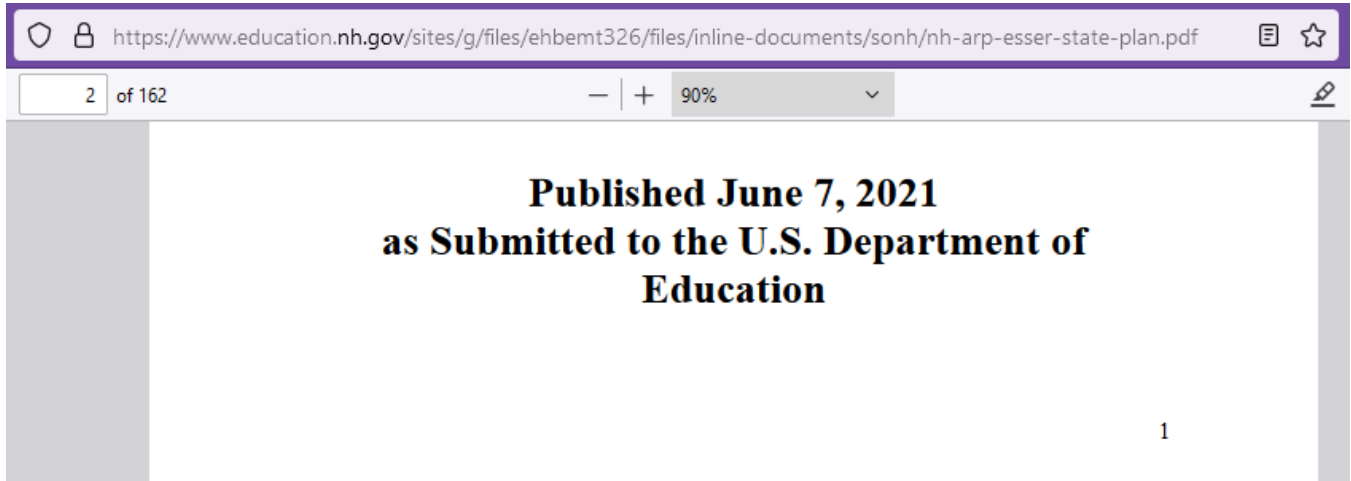 https://www.education.nh.gov/sites/g/files/ehbemt326/files/inline-documents/sonh/nh-arp-esser-state-plan.pdf
2 of 162 — + 90%
Published June 7, 2021
as Submitted to the U.S. Department of
Education
1